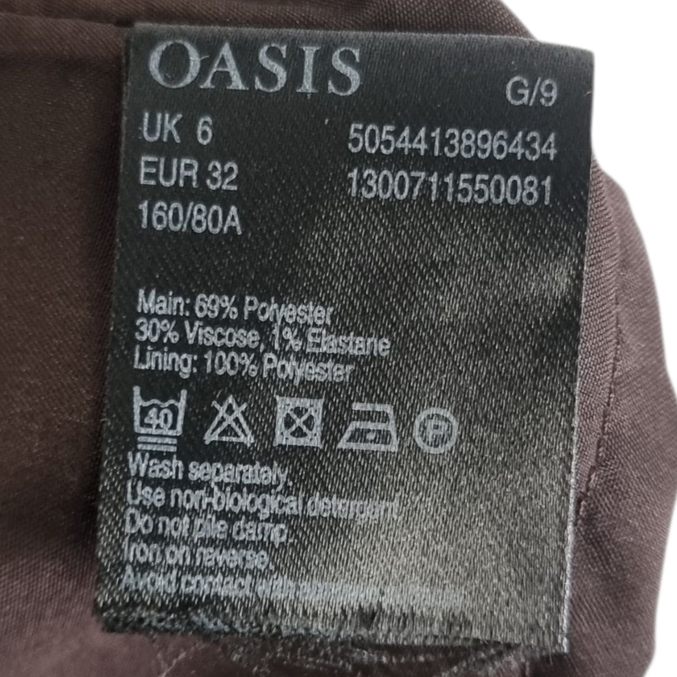 OASIS
G/9
UK 6
5054413896434
EUR 32
1300711550081
160/80A
Main: 69% Polyester
30% Viscose, 1% Elastane
Lining: 100% Polyester
40
P
Wash separately.
Use non-biological detergent
Do not pile damp.
Iron on reverse.
Avoid contact